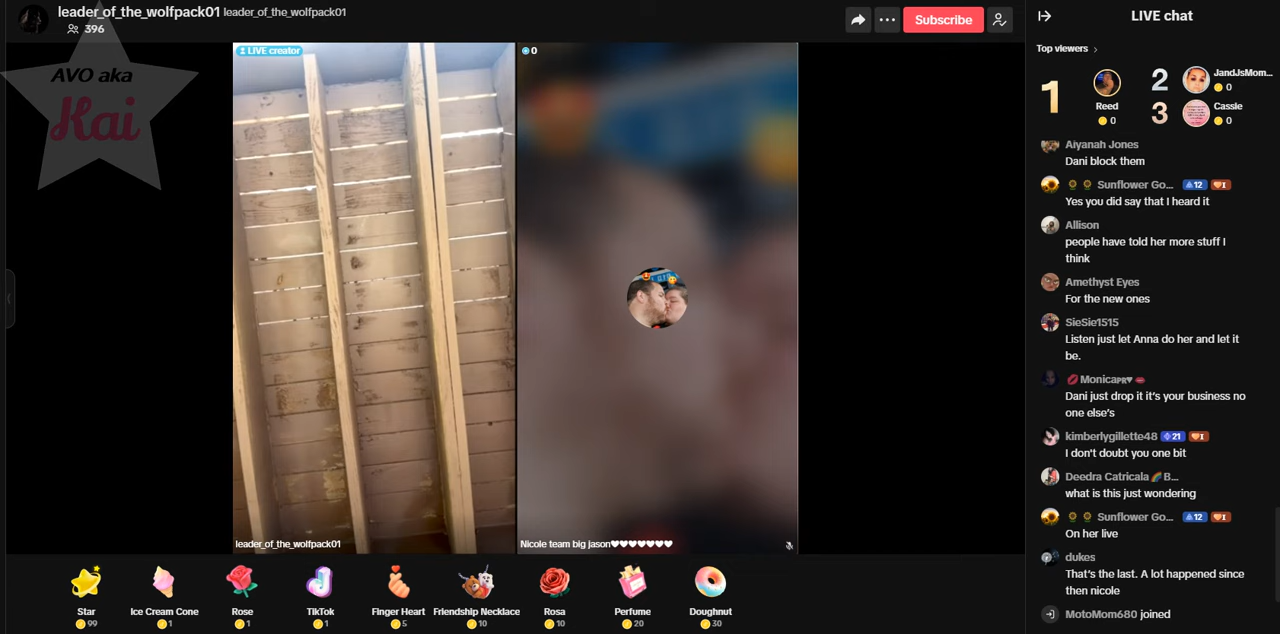 leader_of_the_wolfpack01 leader_of_the_wolfpack01
396
Subscribe
AVO aka
Kai
LIVE creator
0
leader_of_the_wolfpack01
Nicole team big jason♥♥♥♥♥♥♥
Star
99
Ice Cream Cone
1
Rose
1
TikTok
1
Finger Heart
5
Friendship Necklace
10
Rosa
10
Perfume
20
Doughnut
30
LIVE chat
Top viewers
1
Reed
0
2
JandJsMom...
0
3
Cassie
0
Aiyanah Jones
Dani block them
🌻 🌻 Sunflower Go... 12 I
Yes you did say that I heard it
Allison
people have told her more stuff I
think
Amethyst Eyes
For the new ones
SieSie1515
Listen just let Anna do her and let it
be.
💋Monicaᴘʀ♥👄
Dani just drop it it's your business no
one else's
kimberlygillette48 21 I
I don't doubt you one bit
Deedra Catricala🌈B...
what is this just wondering
🌻 🌻 Sunflower Go... 12 I
On her live
dukes
That's the last. A lot happened since
then nicole
MotoMom680 joined